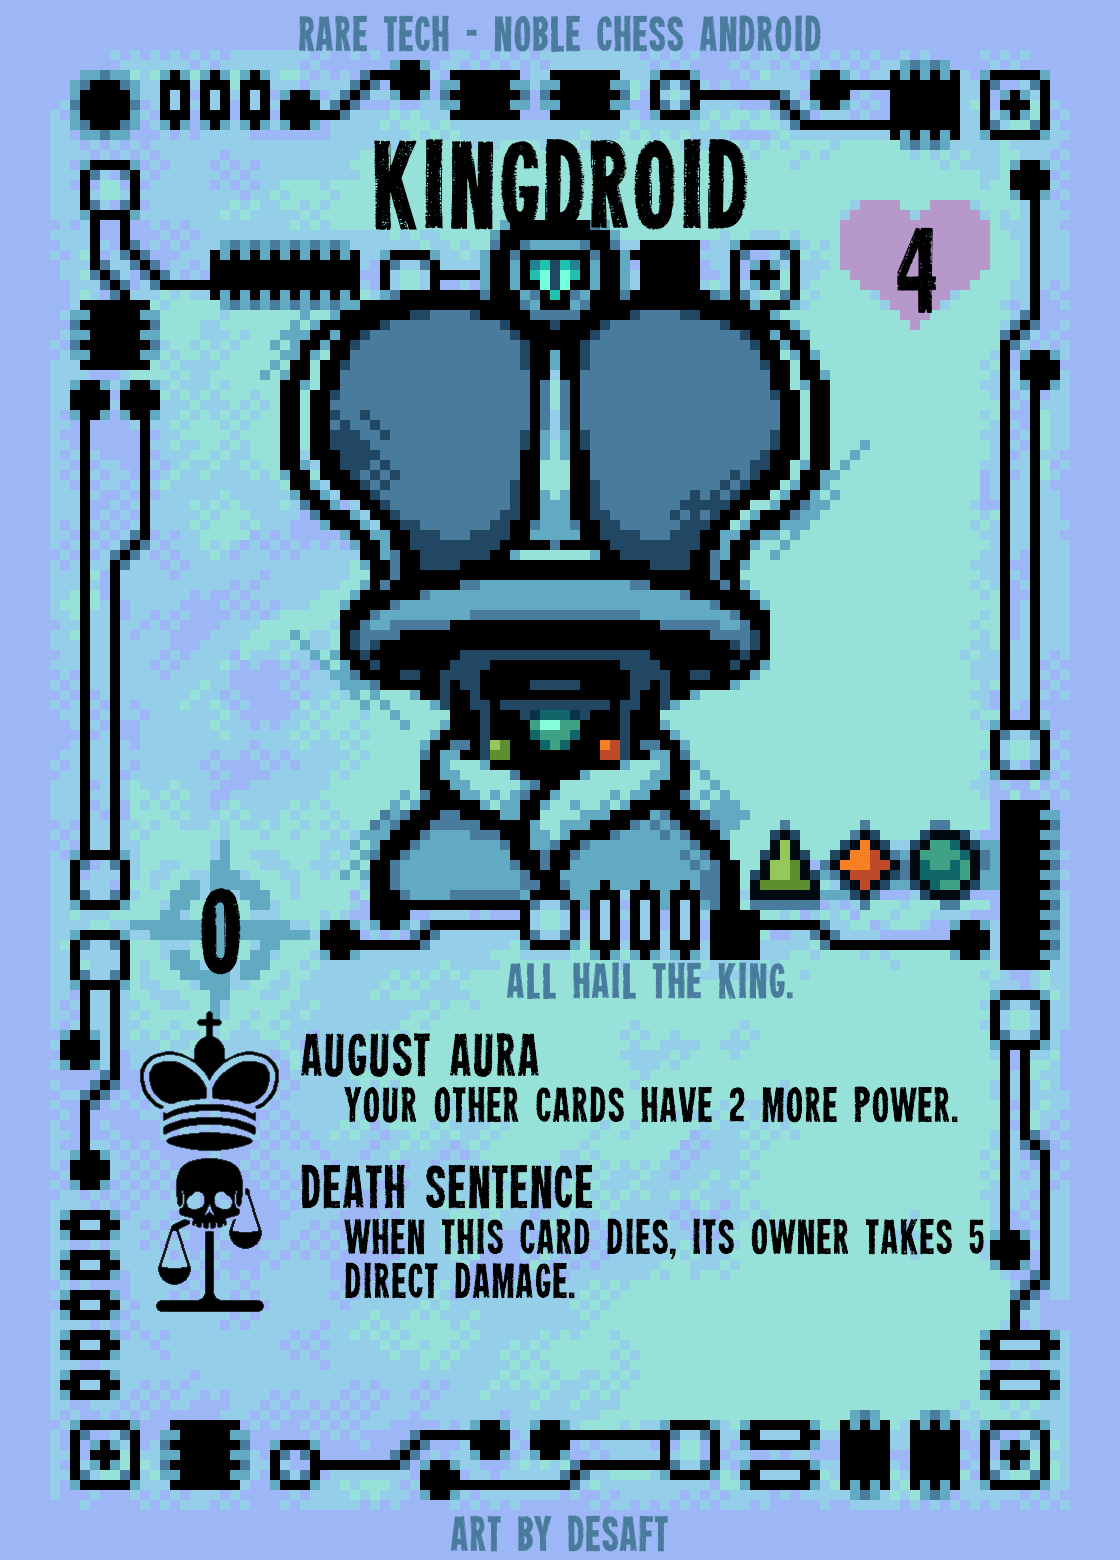 RARE TECH - NOBLE CHESS ANDROID
KINGDROID
4
0
ALL HAIL THE KING.
AUGUST AURA
YOUR OTHER CARDS HAVE 2 MORE POWER.
DEATH SENTENCE
WHEN THIS CARD DIES, ITS OWNER TAKES 5
DIRECT DAMAGE.
ART BY DESAFT